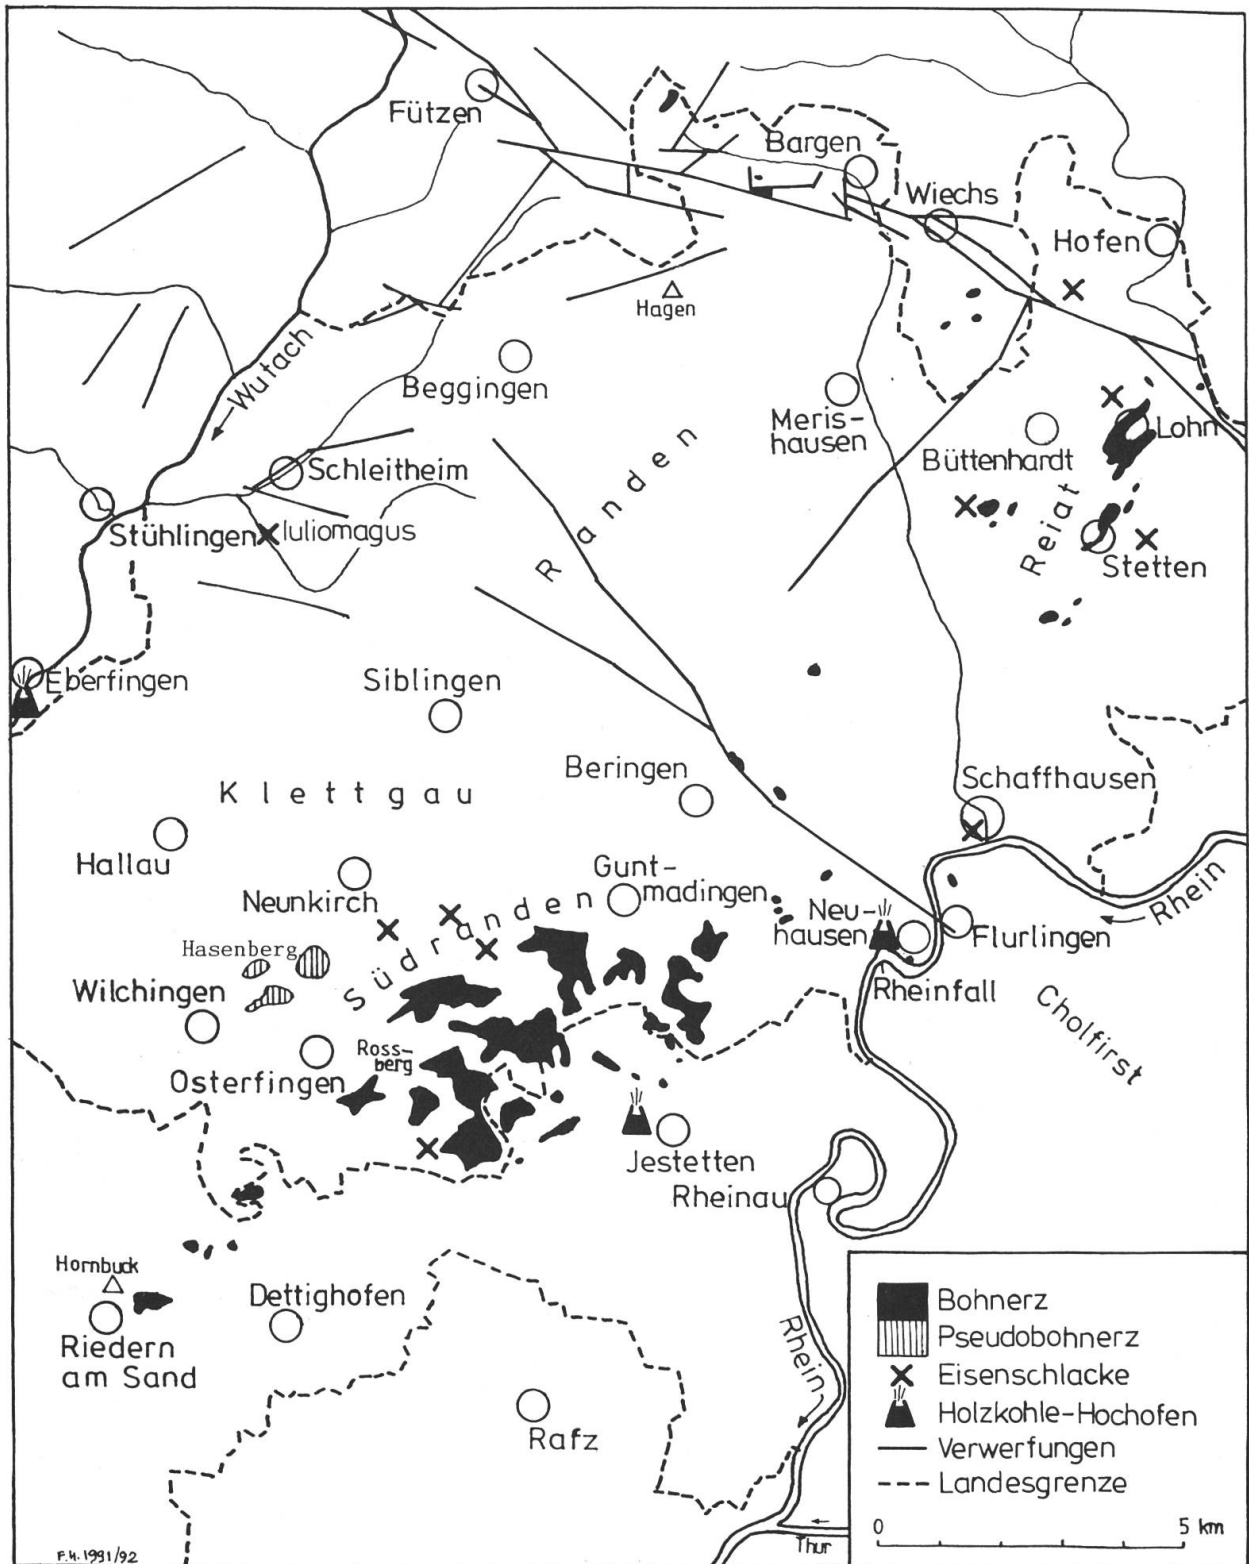 Fützen
Bargen
Wiechs
Hofen
Hagen
Wutach
Beggingen
Meris-
hausen
Lohn
Büttenhardt
Schleitheim
Randen
Reiat
Stühlingen
Iuliomagus
Stetten
Eberfingen
Siblingen
Beringen
Schaffhausen
Klettgau
Hallau
Neunkirch
Gunt-
madingen
Rhein
Südranden
Neu-
hausen
Flurlingen
Hasenberg
Wilchingen
Rheinfall
Cholfirst
Ross-
berg
Osterfingen
Jestetten
Rheinau
Hornbuck
Dettighofen
Riedern
am Sand
Rhein
Rafz
Bohnerz
Pseudobohnerz
Eisenschlacke
Holzkohle-Hochofen
Verwerfungen
Landesgrenze
0 5 km
Thur
F.H. 1991/92